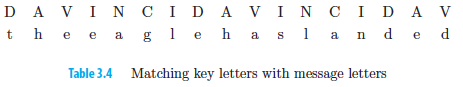 D A V I N C I D A V I N C I D A V
t h e e a g l e h a s l a n d e d
Table 3.4 Matching key letters with message letters